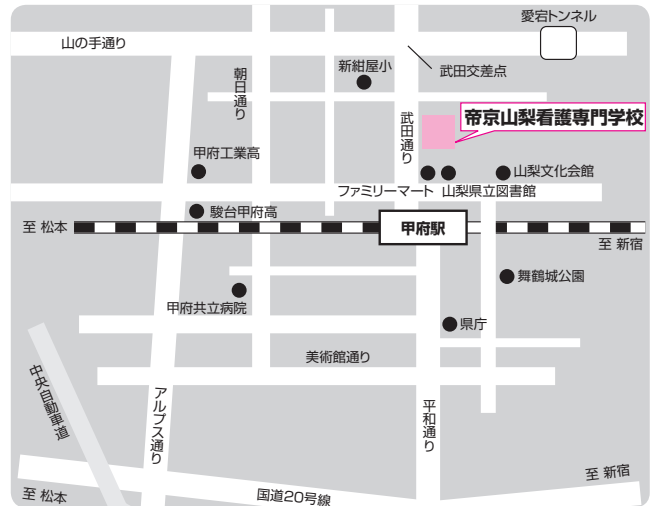 愛宕トンネル
山の手通り
新紺屋小
武田交差点
朝日通り
武田通り
帝京山梨看護専門学校
甲府工業高
山梨文化会館
ファミリーマート 山梨県立図書館
駿台甲府高
至 松本
甲府駅
至 新宿
舞鶴城公園
甲府共立病院
県庁
美術館通り
中央自動車道
アルプス通り
平和通り
至 新宿
至 松本
国道20号線